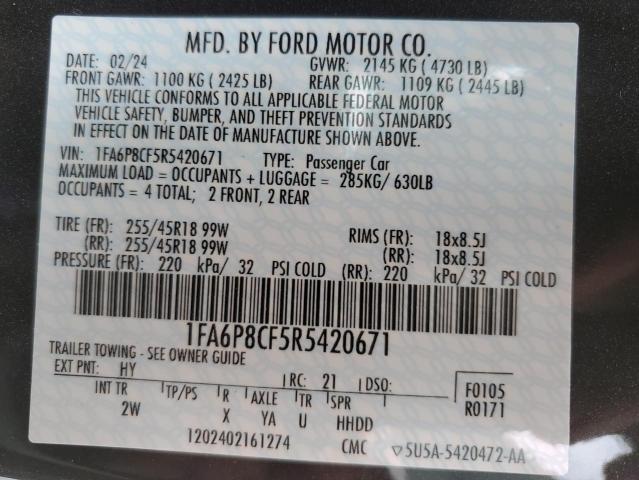 MFD. BY FORD MOTOR CO.
DATE: 02/24 GVWR: 2145 KG ( 4730 LB)
FRONT GAWR: 1100 KG ( 2425 LB) REAR GAWR: 1109 KG ( 2445 LB)
THIS VEHICLE CONFORMS TO ALL APPLICABLE FEDERAL MOTOR
VEHICLE SAFETY, BUMPER, AND THEFT PREVENTION STANDARDS
IN EFFECT ON THE DATE OF MANUFACTURE SHOWN ABOVE.
VIN: 1FA6P8CF5R5420671 TYPE: Passenger Car
MAXIMUM LOAD = OCCUPANTS + LUGGAGE = 285KG/ 630LB
OCCUPANTS = 4 TOTAL; 2 FRONT, 2 REAR
TIRE (FR): 255/45R18 99W RIMS (FR): 18x8.5J
(RR): 255/45R18 99W (RR): 18x8.5J
PRESSURE (FR): 220 kPa/ 32 PSI COLD (RR): 220 kPa/ 32 PSI COLD
1FA6P8CF5R5420671
TRAILER TOWING - SEE OWNER GUIDE
EXT PNT: HY RC: 21 DSO: F0105
INT TR TP/PS R AXLE TR SPR R0171
2W X YA U HHDD
1202402161274 CMC ▽5U5A-5420472-AA